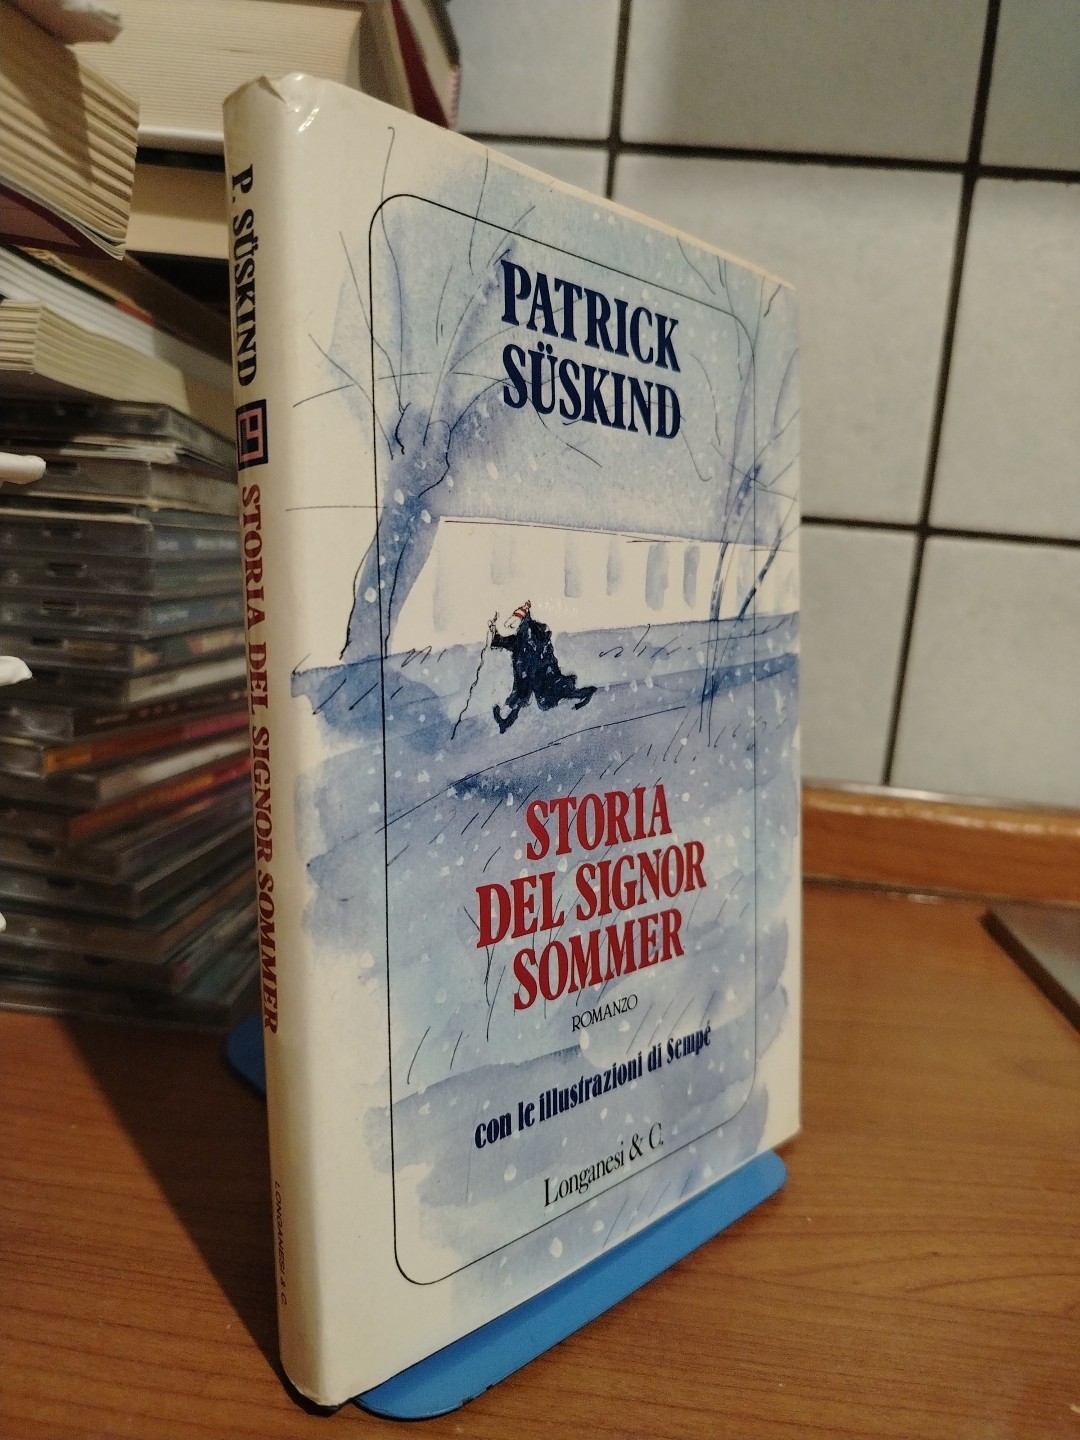 P. SÜSKIND
STORIA DEL SIGNOR SOMMER
LONGANESI & C.
PATRICK
SÜSKIND
STORIA
DEL SIGNOR
SOMMER
ROMANZO
con le illustrazioni di Sempé
Longanesi & C.